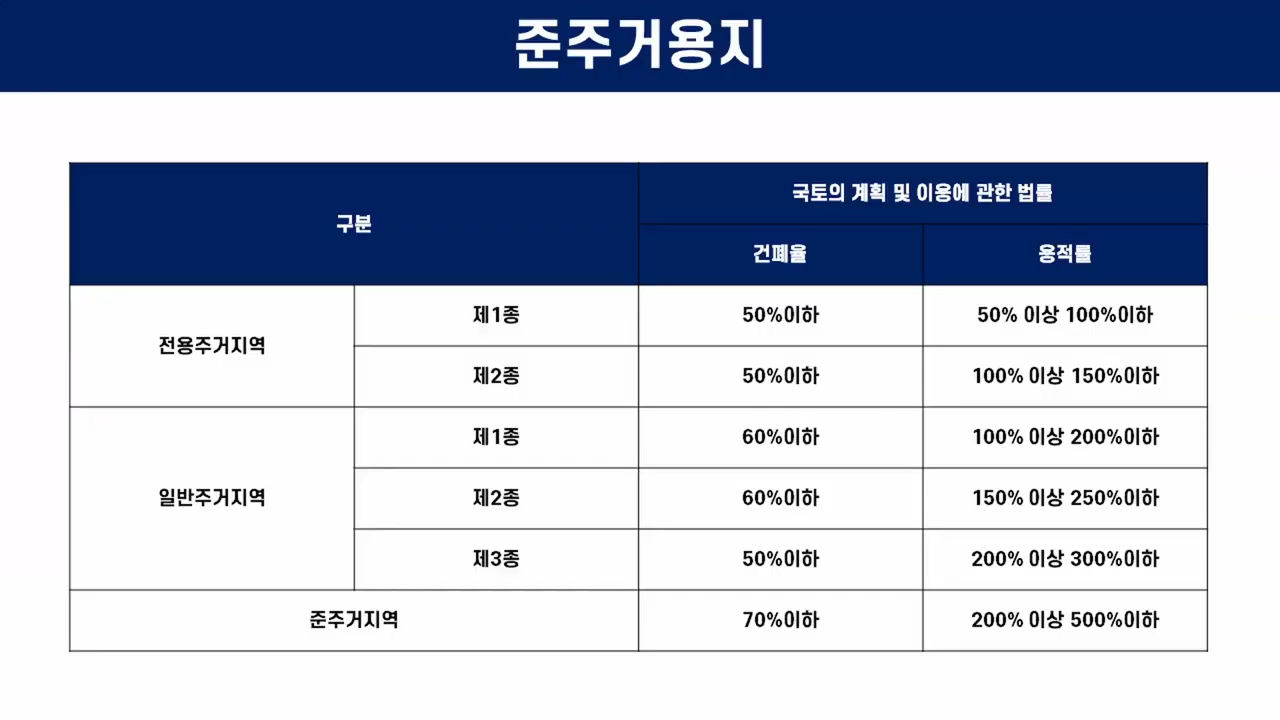 준주거용지
구분
국토의 계획 및 이용에 관한 법률
건폐율
용적률
전용주거지역
제1종
50%이하
50% 이상 100%이하
제2종
50%이하
100% 이상 150%이하
일반주거지역
제1종
60%이하
100% 이상 200%이하
제2종
60%이하
150% 이상 250%이하
제3종
50%이하
200% 이상 300%이하
준주거지역
70%이하
200% 이상 500%이하